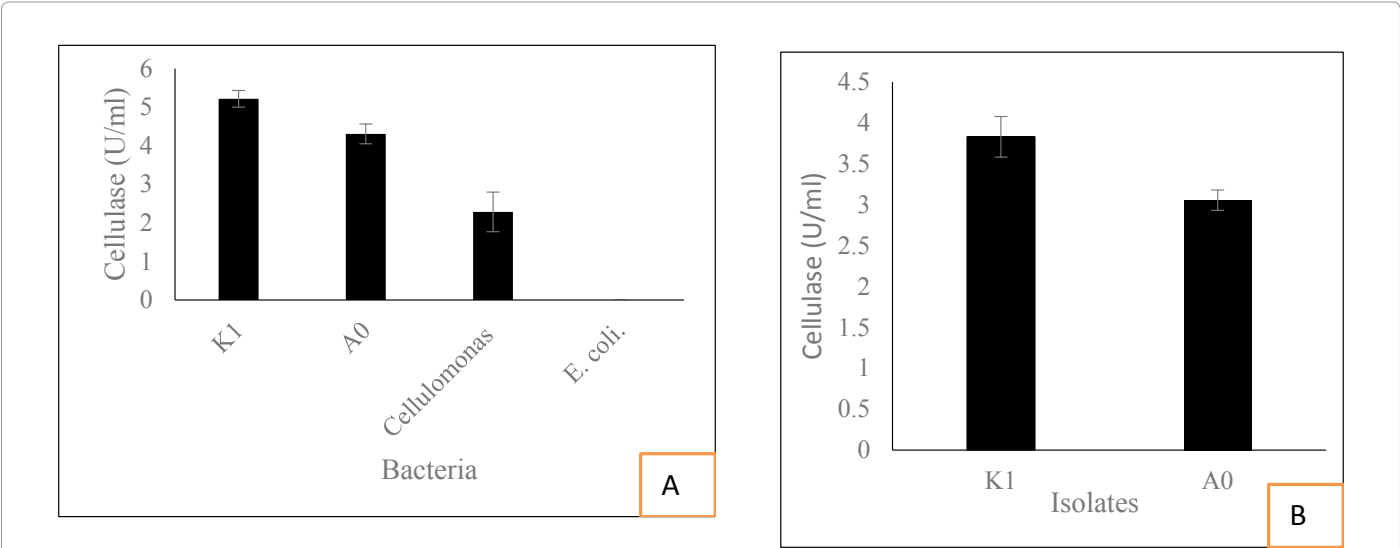 Cellulase (U/ml)
6
5
4
3
2
1
0
K1
A0
Cellulomonas
E. coli.
Bacteria
A
Cellulase (U/ml)
4.5
4
3.5
3
2.5
2
1.5
1
0.5
0
K1
A0
Isolates
B